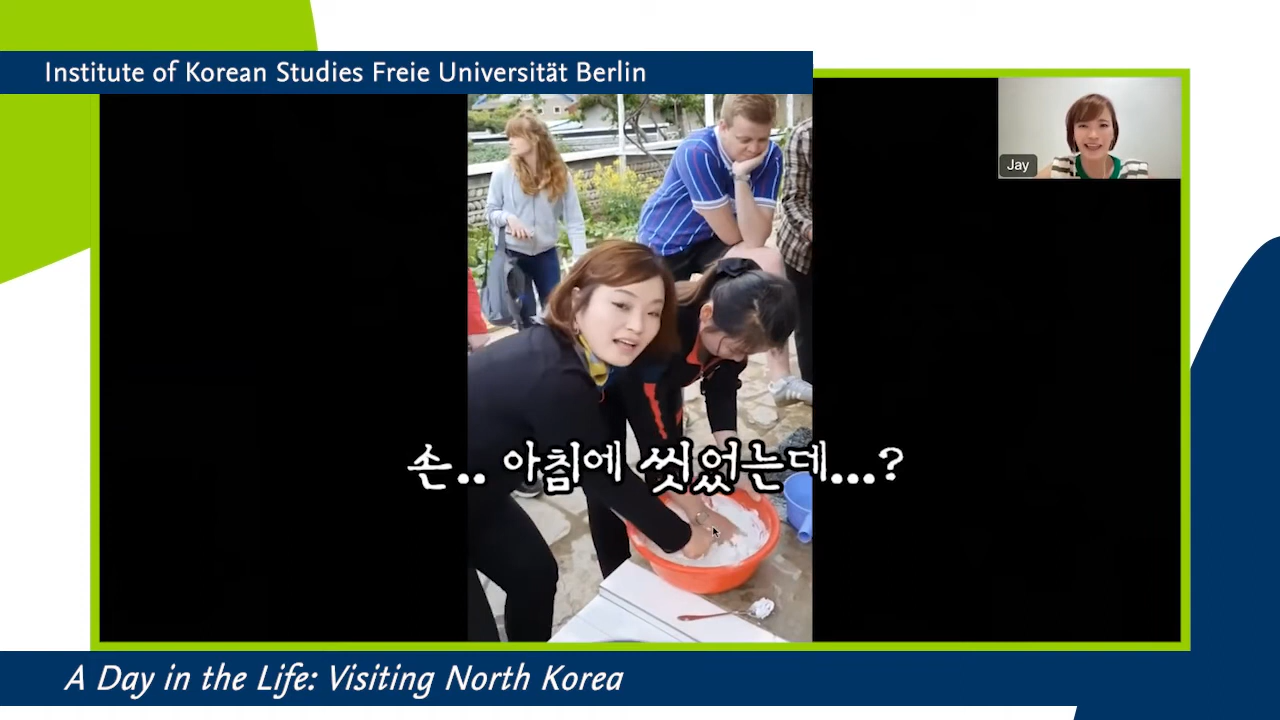 Institute of Korean Studies Freie Universität Berlin
Jay
손.. 아침에 씻었는데...?
A Day in the Life: Visiting North Korea